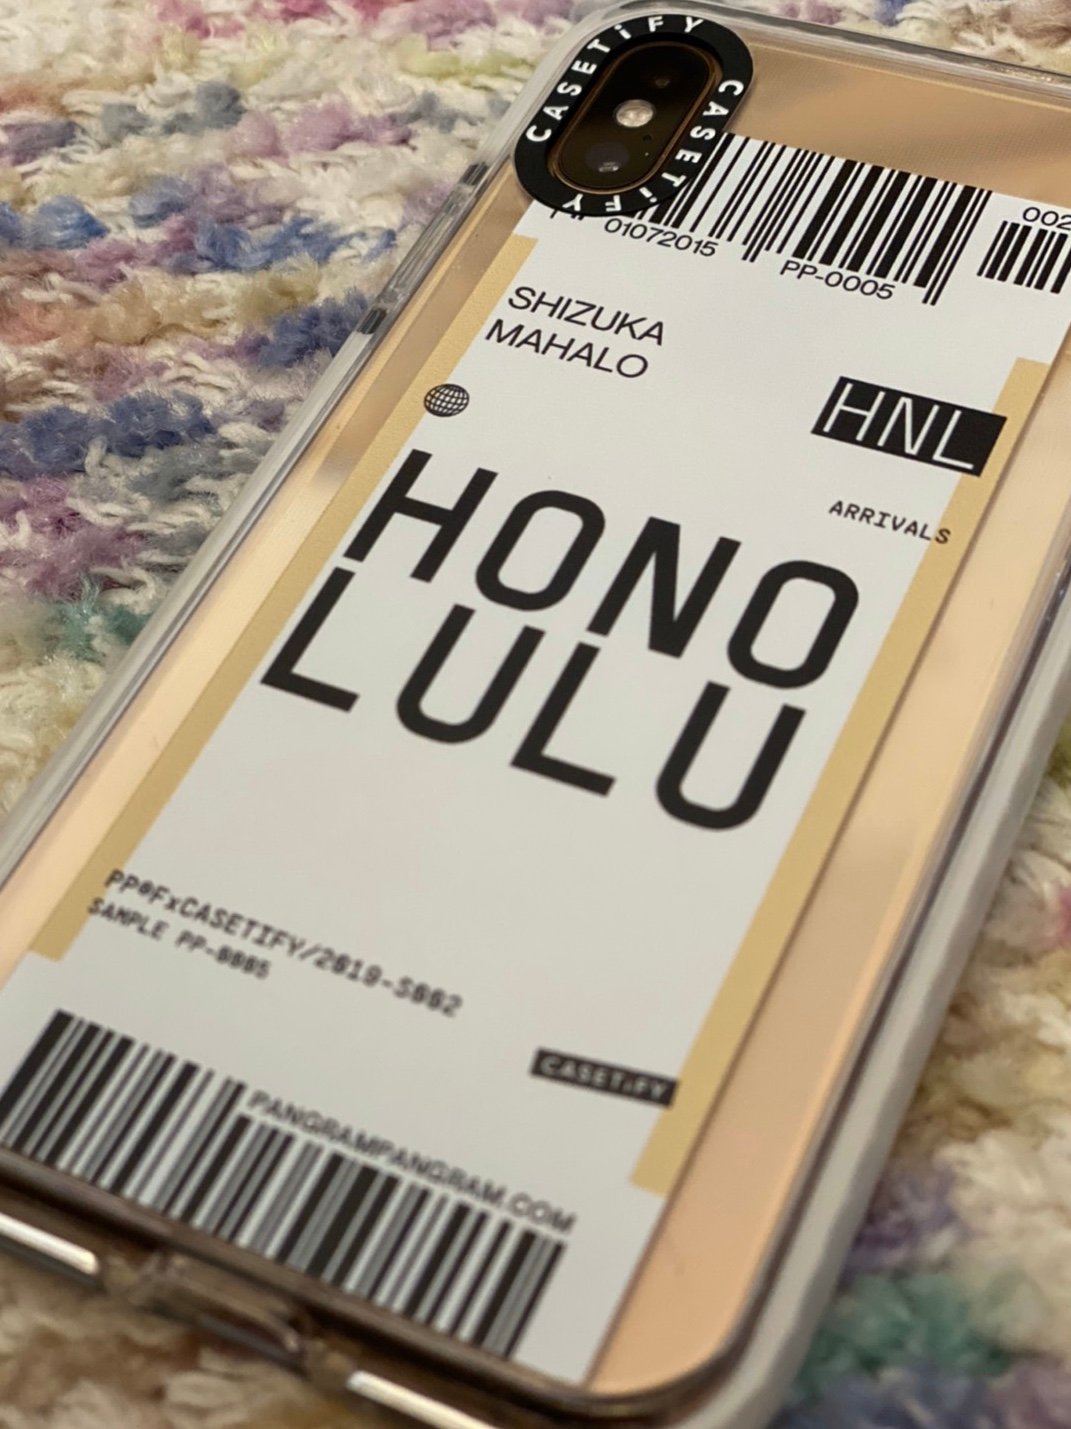 CASETiFY CASETiFY
002
01072015
PP-0005
SHIZUKA
MAHALO
HNL
ARRIVALS
HONO
LULU
PP®FxCASETIFY/2019-S002
SAMPLE PP-0005
CASETiFY
PANGRAMPANGRAM.COM